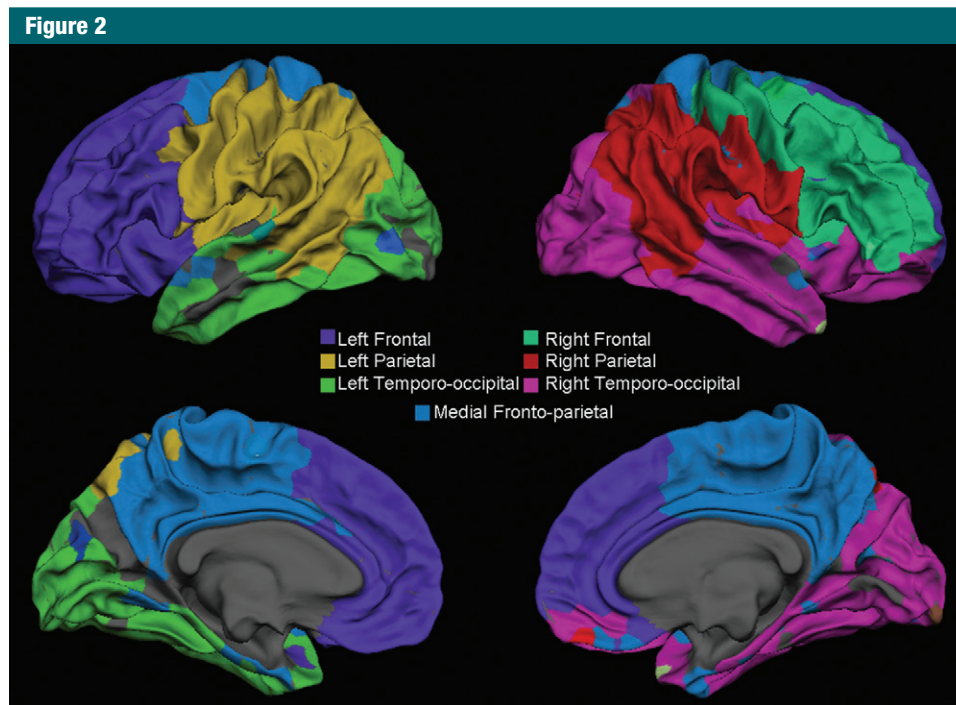 Figure 2
Left Frontal
Right Frontal
Left Parietal
Right Parietal
Left Temporo-occipital
Right Temporo-occipital
Medial Fronto-parietal